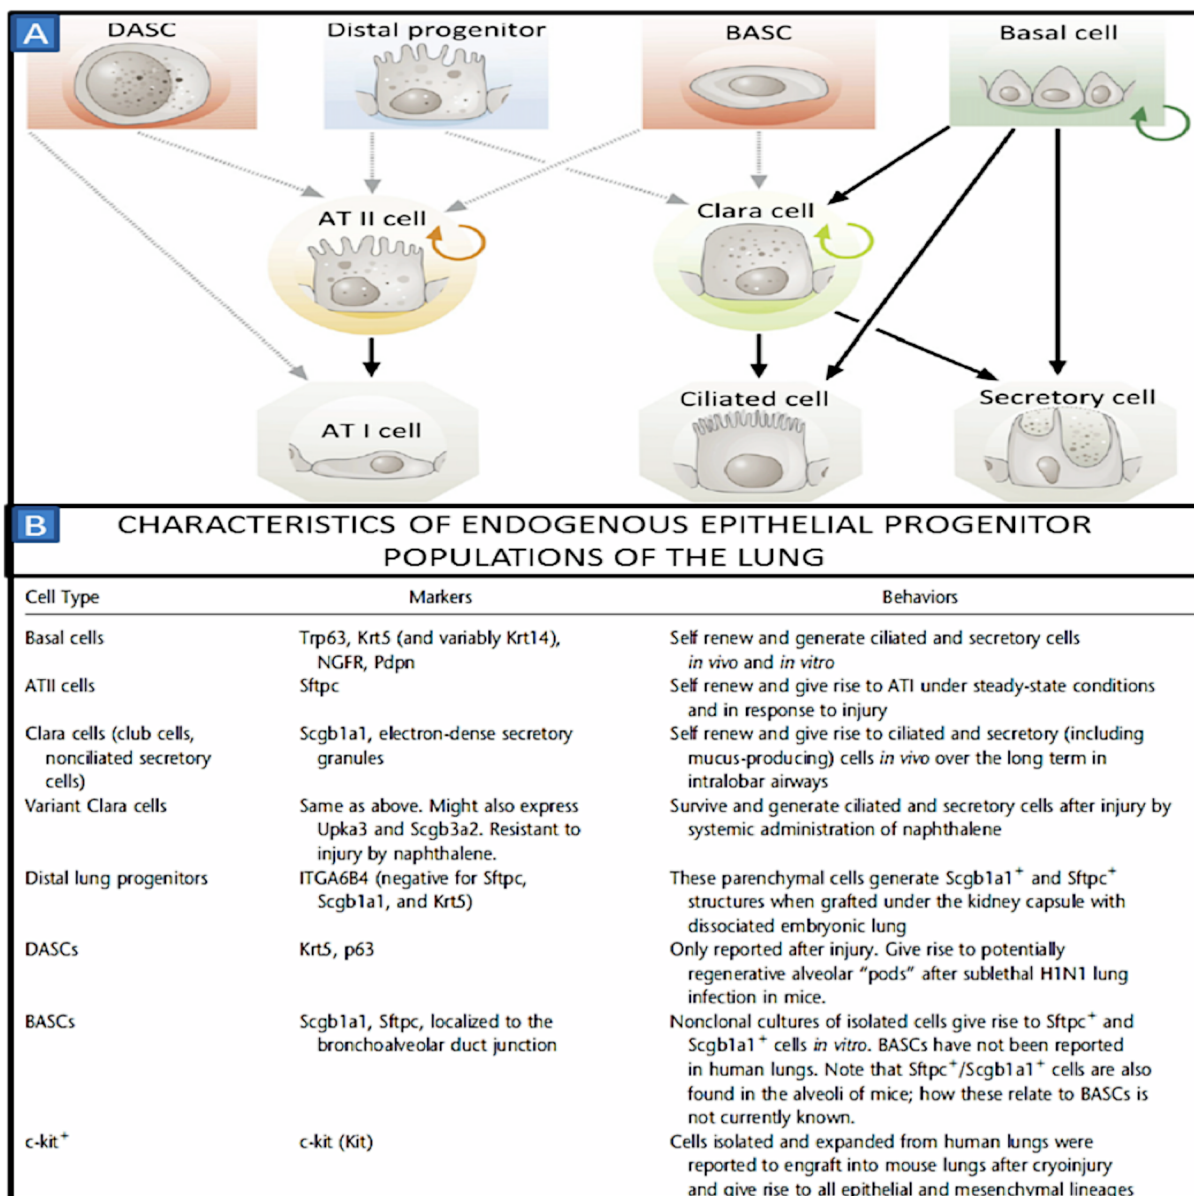 A
DASC
Distal progenitor
BASC
Basal cell
AT II cell
Clara cell
AT I cell
Ciliated cell
Secretory cell
B
CHARACTERISTICS OF ENDOGENOUS EPITHELIAL PROGENITOR
POPULATIONS OF THE LUNG
Cell Type Markers Behaviors
Basal cells Trp63, Krt5 (and variably Krt14), Self renew and generate ciliated and secretory cells
NGFR, Pdpn in vivo and in vitro
ATII cells Sftpc Self renew and give rise to ATI under steady-state conditions
and in response to injury
Clara cells (club cells, Scgb1a1, electron-dense secretory Self renew and give rise to ciliated and secretory (including
nonciliated secretory granules mucus-producing) cells in vivo over the long term in
cells) intralobar airways
Variant Clara cells Same as above. Might also express Survive and generate ciliated and secretory cells after injury by
Upka3 and Scgb3a2. Resistant to systemic administration of naphthalene
injury by naphthalene.
Distal lung progenitors ITGA6B4 (negative for Sftpc, These parenchymal cells generate Scgb1a1+ and Sftpc+
Scgb1a1, and Krt5) structures when grafted under the kidney capsule with
dissociated embryonic lung
DASCs Krt5, p63 Only reported after injury. Give rise to potentially
regenerative alveolar “pods” after sublethal H1N1 lung
infection in mice.
BASCs Scgb1a1, Sftpc, localized to the Nonclonal cultures of isolated cells give rise to Sftpc+ and
bronchoalveolar duct junction Scgb1a1+ cells in vitro. BASCs have not been reported
in human lungs. Note that Sftpc+/Scgb1a1+ cells are also
found in the alveoli of mice; how these relate to BASCs is
not currently known.
c-kit+ c-kit (Kit) Cells isolated and expanded from human lungs were
reported to engraft into mouse lungs after cryoinjury
and give rise to all epithelial and mesenchymal lineages